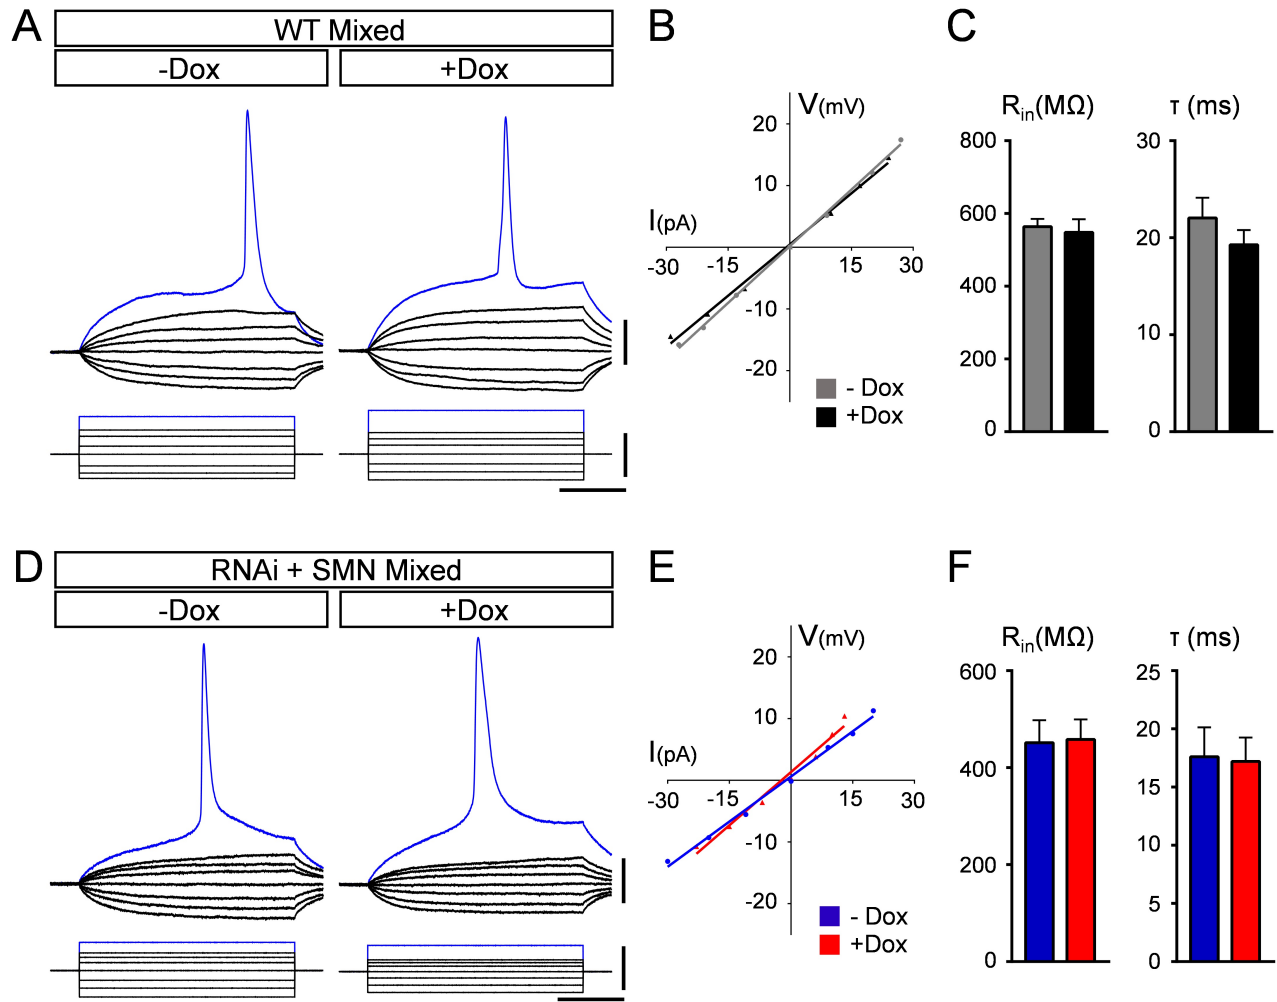 A
WT Mixed
-Dox
+Dox
B
V(mV)
20
10
I(pA)
-30
-15
15
30
-10
-20
- Dox
+Dox
C
Rin(MΩ)
800
600
400
200
0
τ (ms)
30
20
10
0
D
RNAi + SMN Mixed
-Dox
+Dox
E
V(mV)
20
10
I(pA)
-30
-15
15
30
-10
-20
- Dox
+Dox
F
Rin(MΩ)
600
400
200
0
τ (ms)
25
20
15
10
5
0